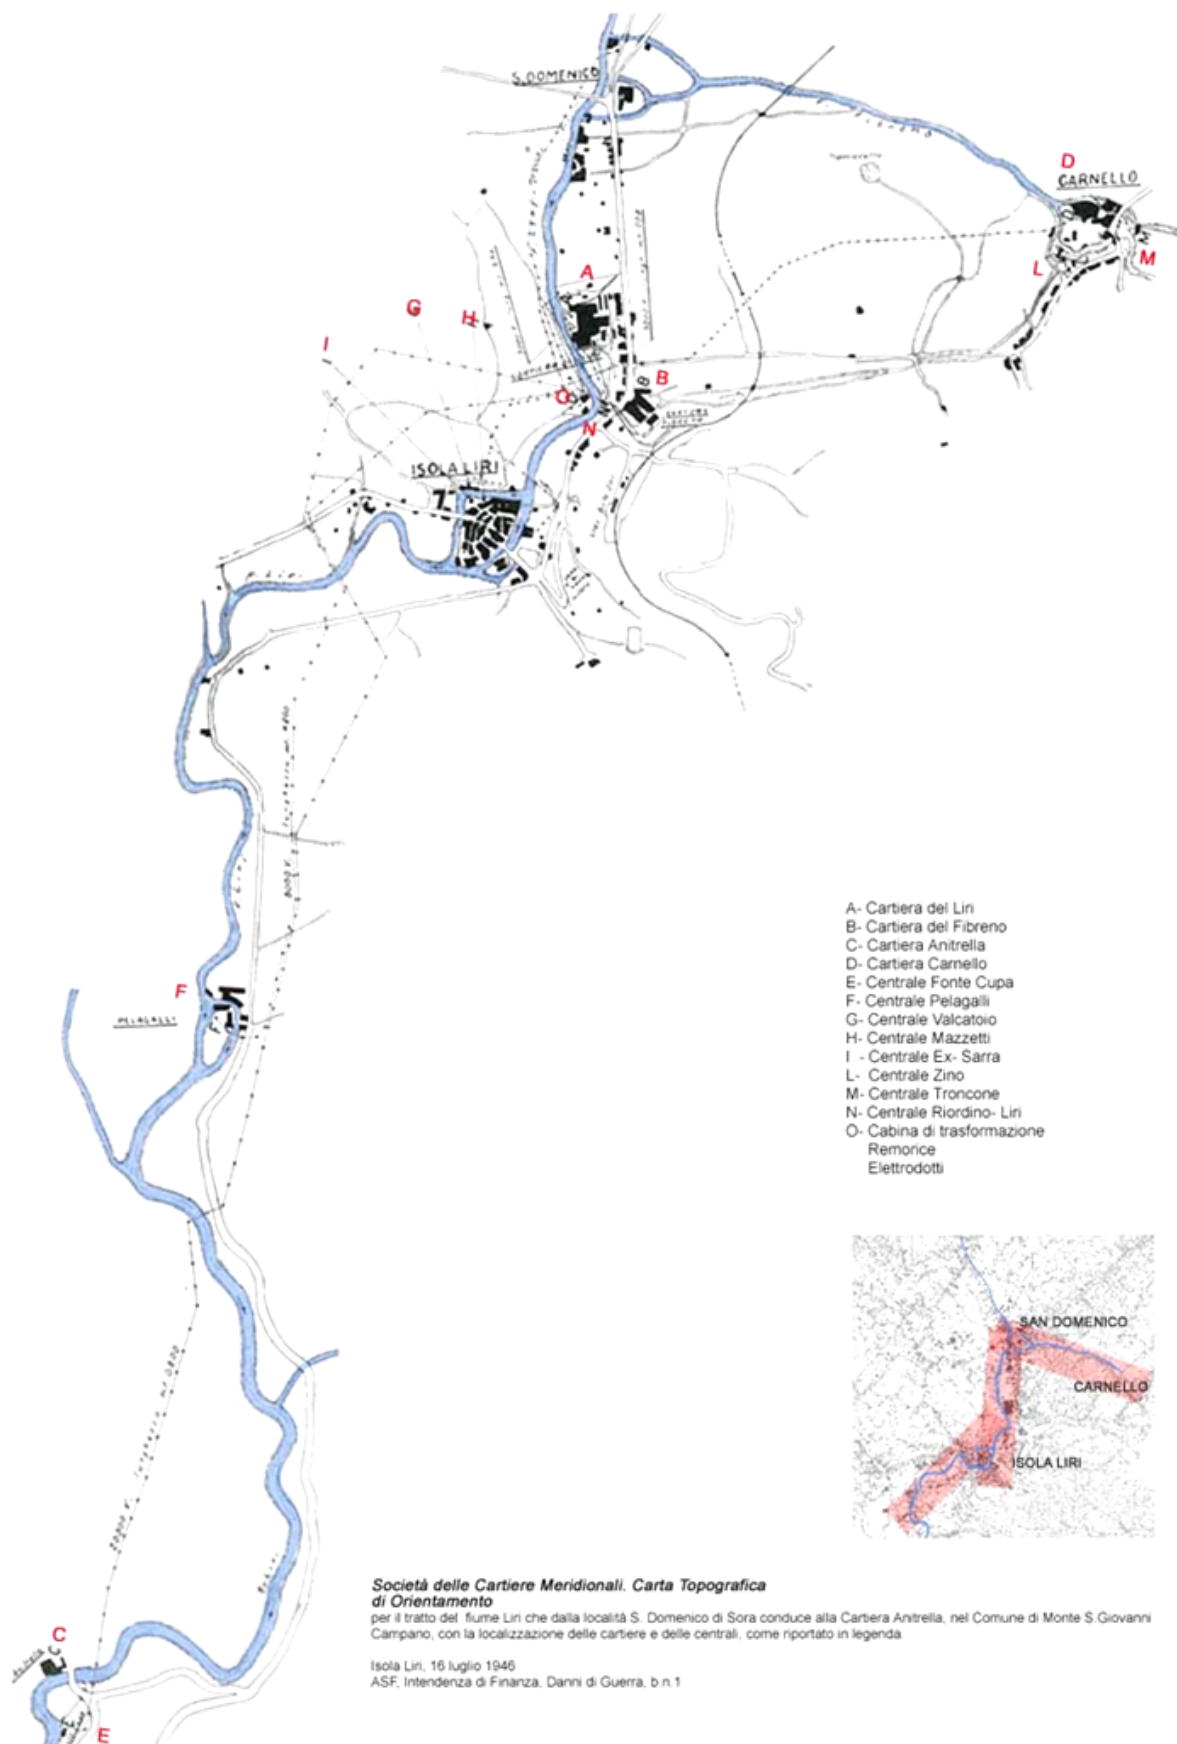 S. DOMENICO
D
CARNELLO
L
M
M
A
G
H
I
B
B
O
N
ISOLA LIRI
F
PELAGALLI
A- Cartiera del Liri
B- Cartiera del Fibreno
C- Cartiera Anitrella
D- Cartiera Carnello
E- Centrale Fonte Cupa
F- Centrale Pelagalli
G- Centrale Valcatoio
H- Centrale Mazzetti
I - Centrale Ex- Sarra
L- Centrale Zino
M- Centrale Troncone
N- Centrale Riordino- Liri
O- Cabina di trasformazione
Remorice
Elettrodotti
SAN DOMENICO
CARNELLO
ISOLA LIRI
C
E
Società delle Cartiere Meridionali. Carta Topografica
di Orientamento
per il tratto del fiume Liri che dalla località S. Domenico di Sora conduce alla Cartiera Anitrella, nel Comune di Monte S.Giovanni
Campano, con la localizzazione delle cartiere e delle centrali, come riportato in legenda
Isola Liri, 16 luglio 1946
ASF, Intendenza di Finanza, Danni di Guerra, b.n.1